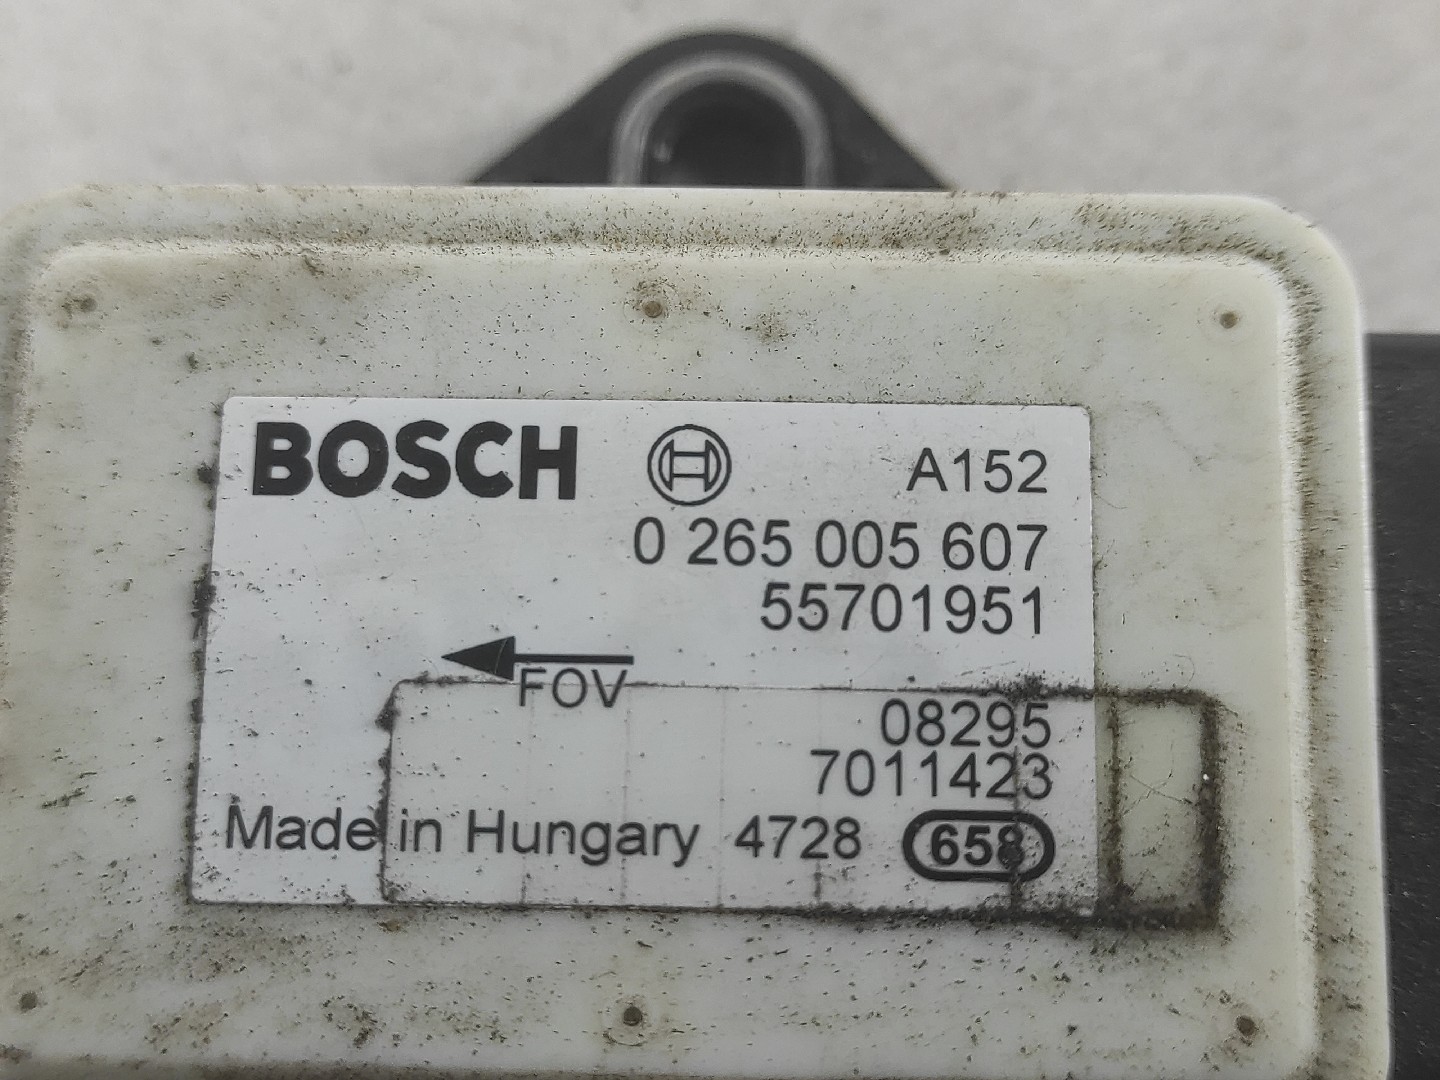 BOSCH A152
0 265 005 607
55701951
FOV
08295
7011423
Made in Hungary 4728 658